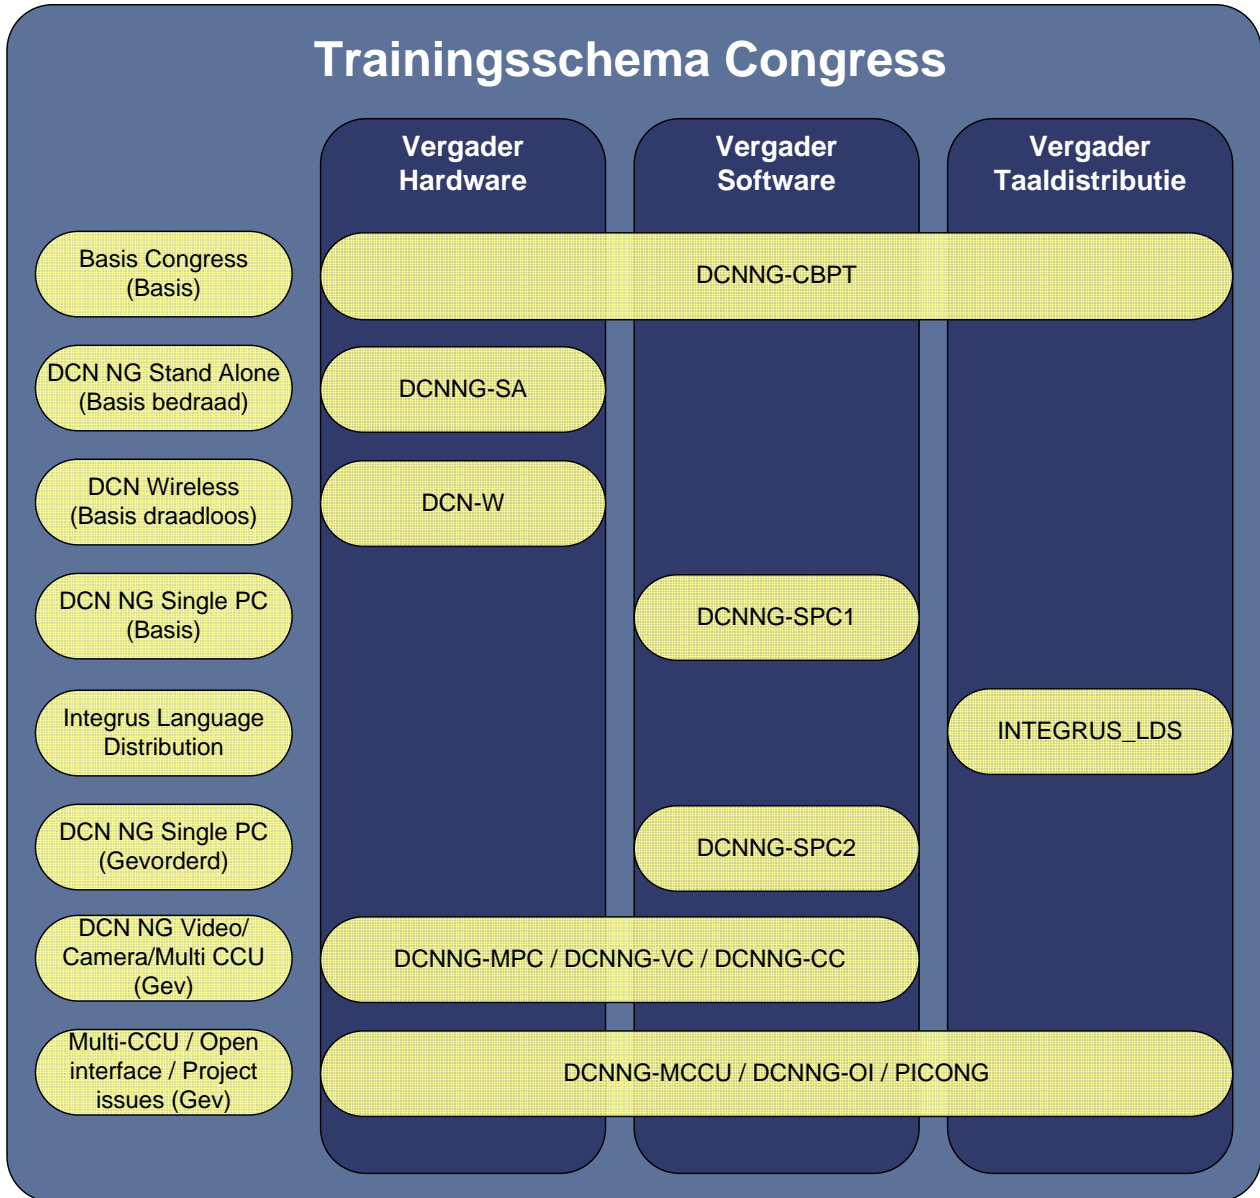 Trainingsschema Congress
Vergader
Hardware
Vergader
Software
Vergader
Taaldistributie
Basis Congress
(Basis)
DCNNG-CBPT
DCN NG Stand Alone
(Basis bedraad)
DCNNG-SA
DCN Wireless
(Basis draadloos)
DCN-W
DCN NG Single PC
(Basis)
DCNNG-SPC1
Integrus Language
Distribution
INTEGRUS_LDS
DCN NG Single PC
(Gevorderd)
DCNNG-SPC2
DCN NG Video/
Camera/Multi CCU
(Gev)
DCNNG-MPC / DCNNG-VC / DCNNG-CC
Multi-CCU / Open
interface / Project
issues (Gev)
DCNNG-MCCU / DCNNG-OI / PICONG